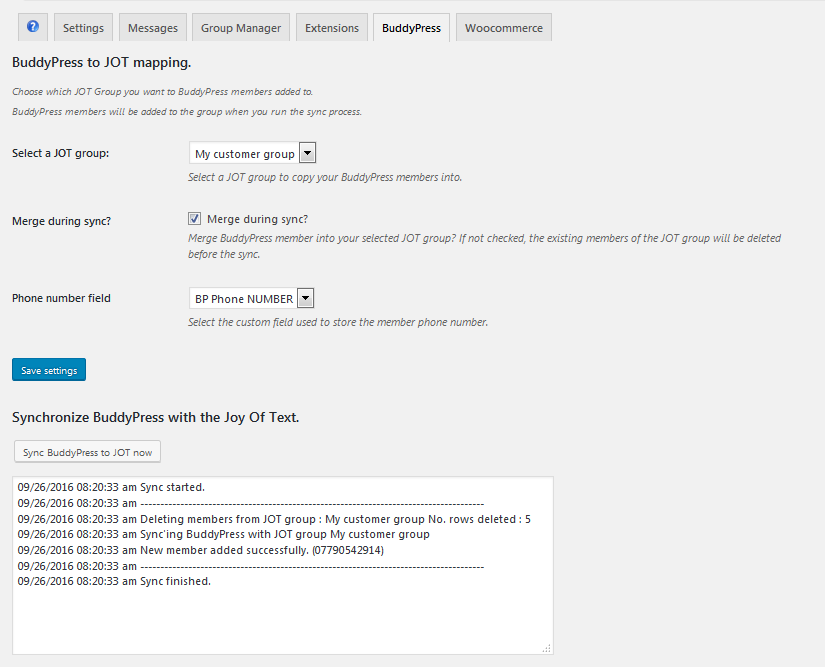 ?
Settings
Messages
Group Manager
Extensions
BuddyPress
Woocommerce
BuddyPress to JOT mapping.
Choose which JOT Group you want to BuddyPress members added to.
BuddyPress members will be added to the group when you run the sync process.
Select a JOT group:
My customer group
Select a JOT group to copy your BuddyPress members into.
Merge during sync?
Merge during sync?
Merge BuddyPress member into your selected JOT group? If not checked, the existing members of the JOT group will be deleted
before the sync.
Phone number field
BP Phone NUMBER
Select the custom field used to store the member phone number.
Save settings
Synchronize BuddyPress with the Joy Of Text.
Sync BuddyPress to JOT now
09/26/2016 08:20:33 am Sync started.
09/26/2016 08:20:33 am --------------------------------------------------------------------------------------
09/26/2016 08:20:33 am Deleting members from JOT group : My customer group No. rows deleted : 5
09/26/2016 08:20:33 am Sync'ing BuddyPress with JOT group My customer group
09/26/2016 08:20:33 am New member added successfully. (07790542914)
09/26/2016 08:20:33 am --------------------------------------------------------------------------------------
09/26/2016 08:20:33 am Sync finished.